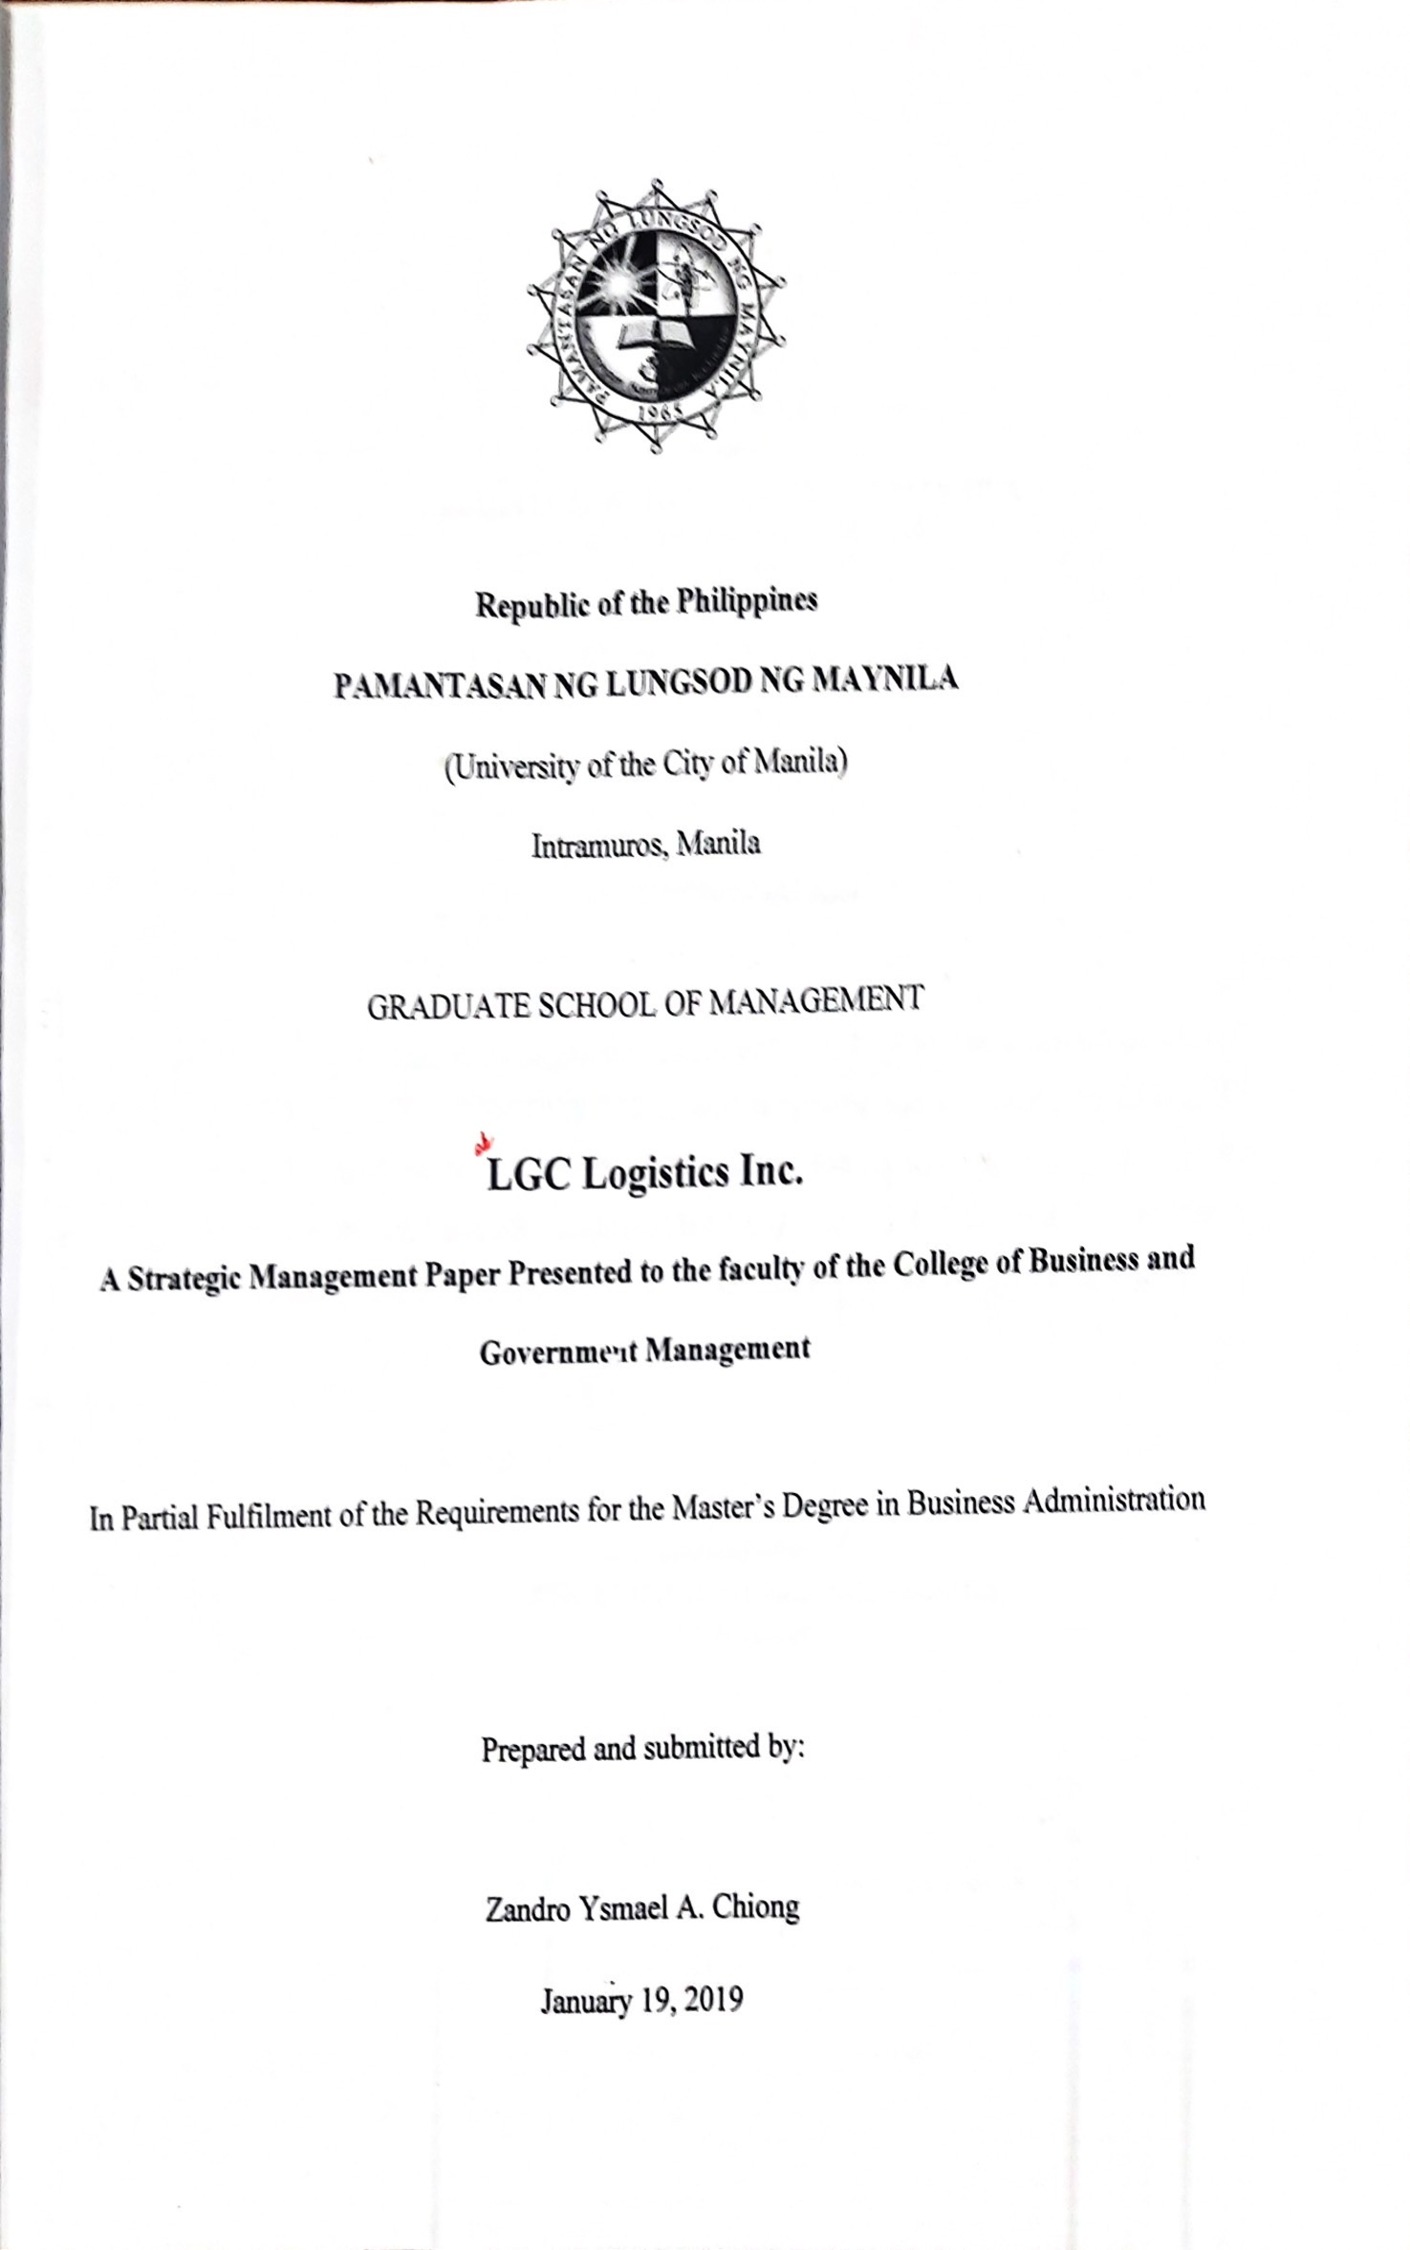 PAMANTASAN NG LUNGSOD NG MAYNILA
1965
Republic of the Philippines
PAMANTASAN NG LUNGSOD NG MAYNILA
(University of the City of Manila)
Intramuros, Manila
GRADUATE SCHOOL OF MANAGEMENT
LGC Logistics Inc.
A Strategic Management Paper Presented to the faculty of the College of Business and
Government Management
In Partial Fulfilment of the Requirements for the Master's Degree in Business Administration
Prepared and submitted by:
Zandro Ysmael A. Chiong
January 19, 2019